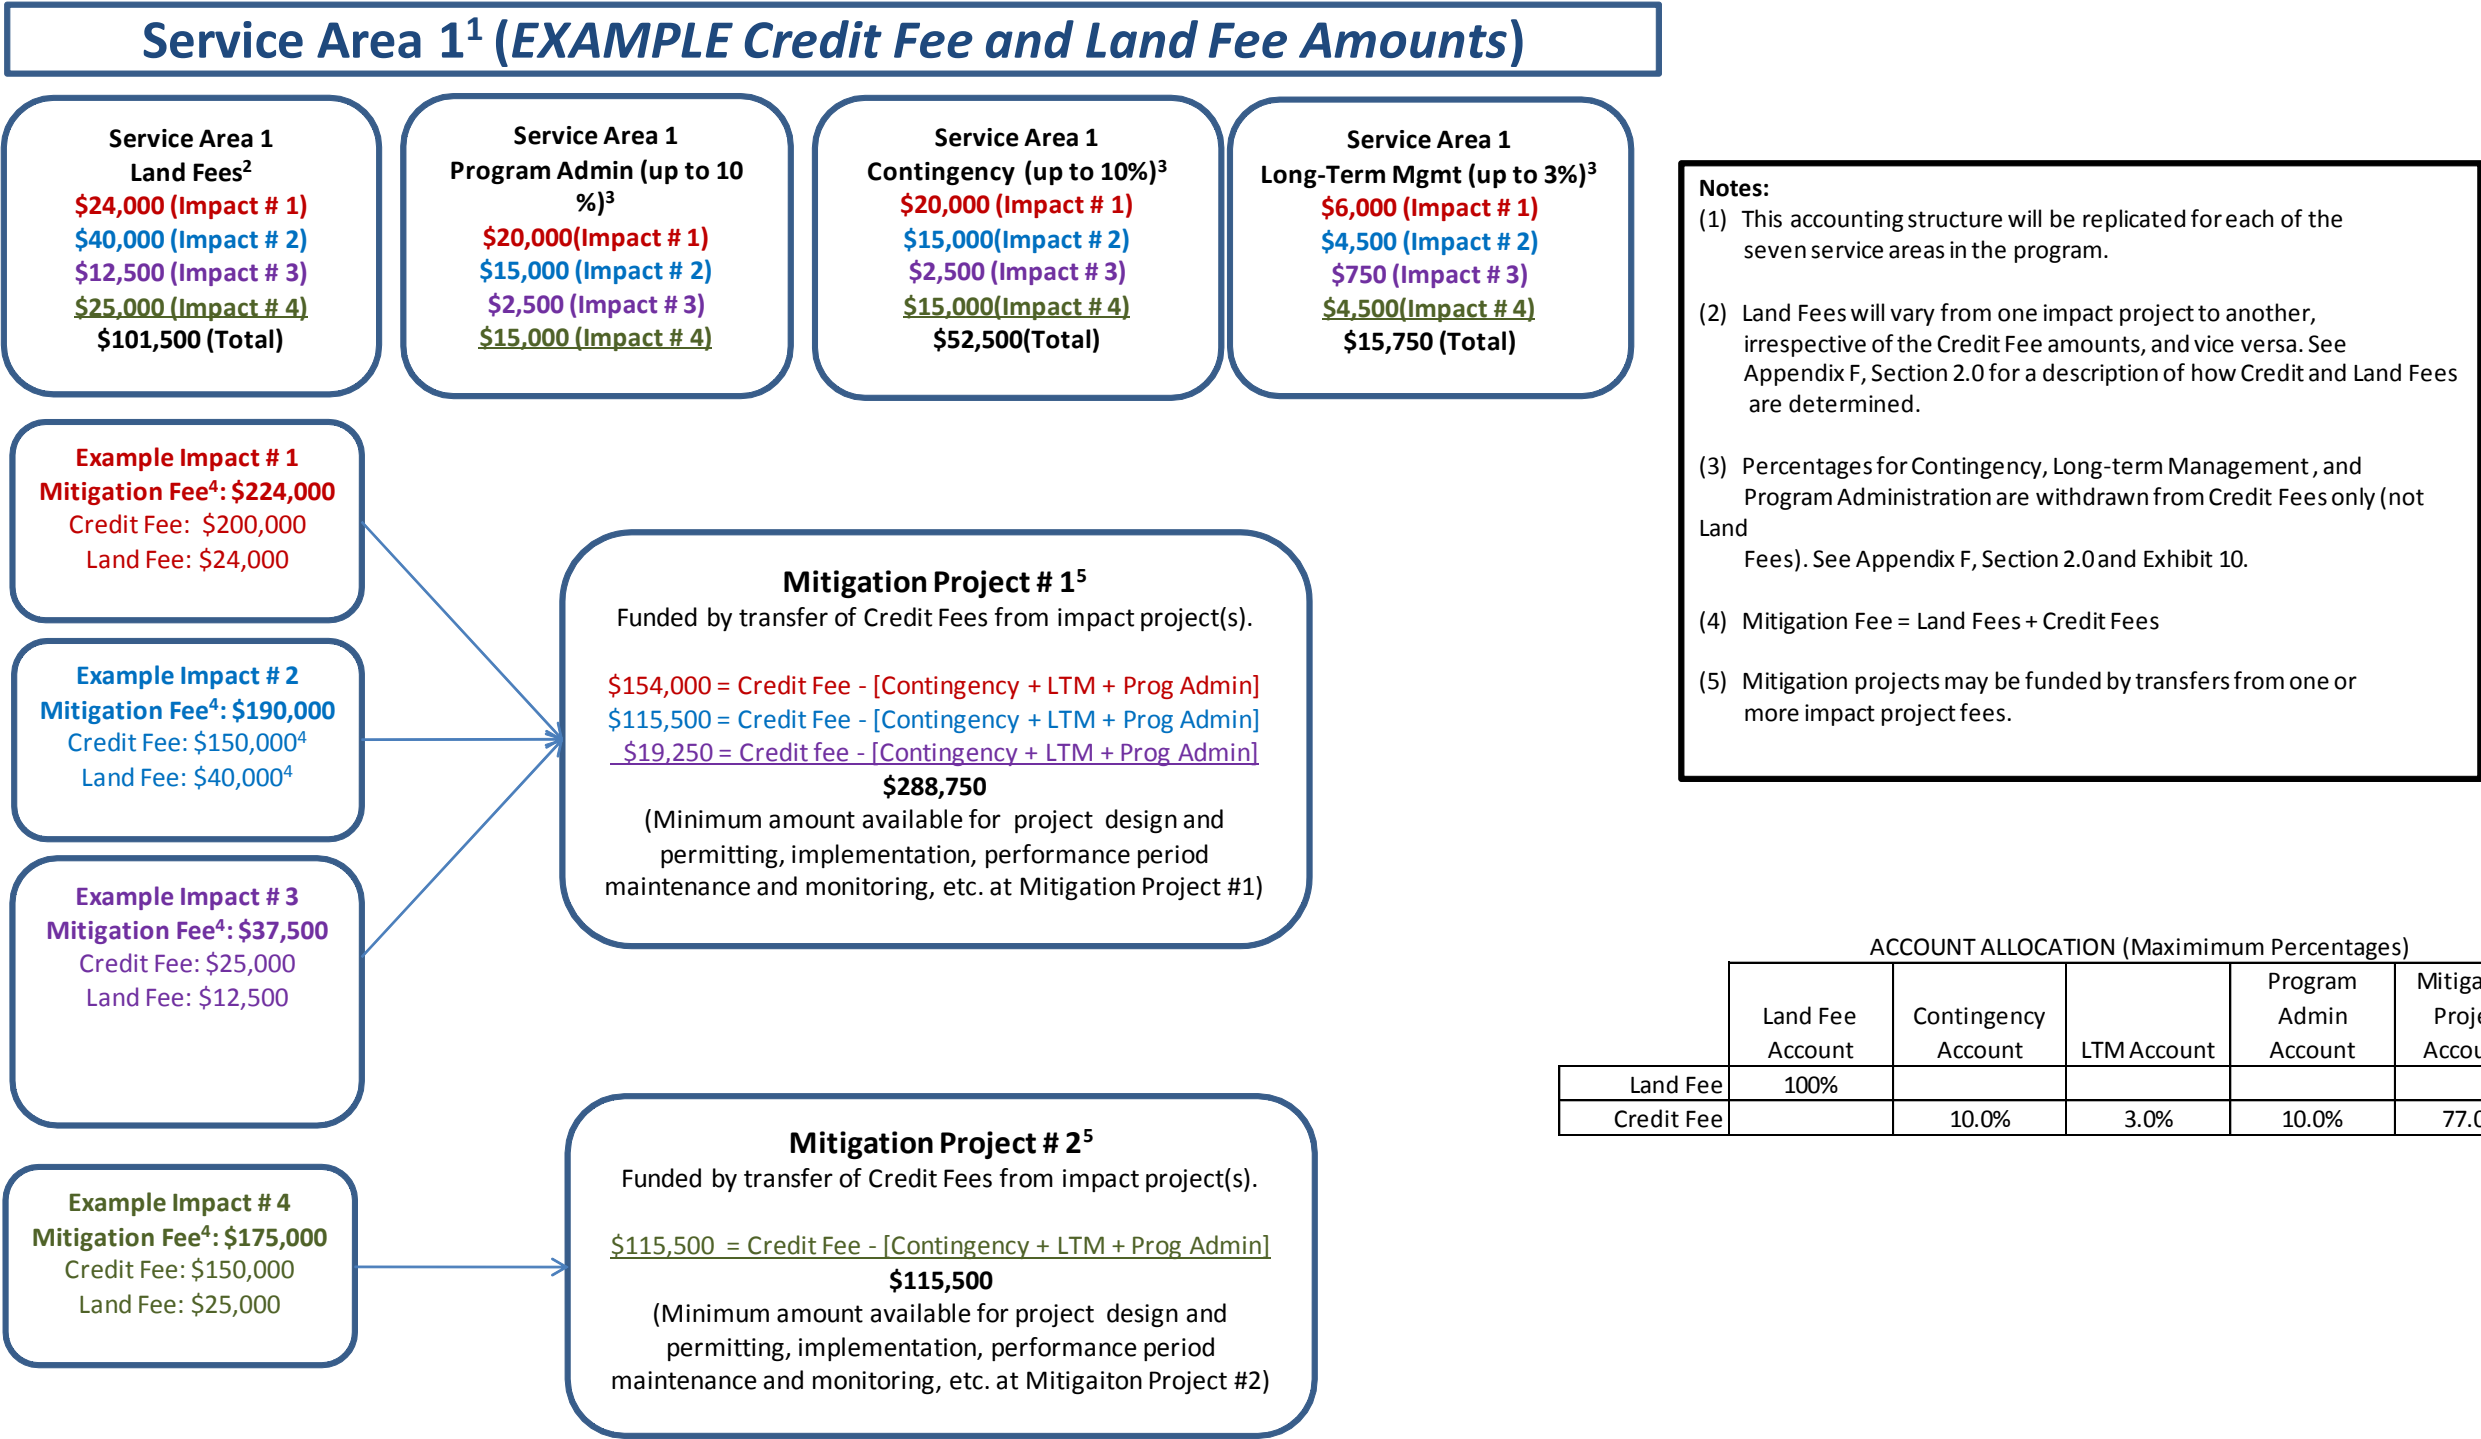 Service Area 1¹ (EXAMPLE Credit Fee and Land Fee Amounts)
Service Area 1
Land Fees²
$24,000 (Impact # 1)
$40,000 (Impact # 2)
$12,500 (Impact # 3)
$25,000 (Impact # 4)
$101,500 (Total)
Service Area 1
Program Admin (up to 10
%)³
$20,000(Impact # 1)
$15,000 (Impact # 2)
$2,500 (Impact # 3)
$15,000 (Impact # 4)
Service Area 1
Contingency (up to 10%)³
$20,000 (Impact # 1)
$15,000(Impact # 2)
$2,500 (Impact # 3)
$15,000(Impact # 4)
$52,500(Total)
Service Area 1
Long-Term Mgmt (up to 3%)³
$6,000 (Impact # 1)
$4,500 (Impact # 2)
$750 (Impact # 3)
$4,500(Impact # 4)
$15,750 (Total)
Example Impact # 1
Mitigation Fee⁴: $224,000
Credit Fee: $200,000
Land Fee: $24,000
Example Impact # 2
Mitigation Fee⁴: $190,000
Credit Fee: $150,000⁴
Land Fee: $40,000⁴
Example Impact # 3
Mitigation Fee⁴: $37,500
Credit Fee: $25,000
Land Fee: $12,500
Example Impact # 4
Mitigation Fee⁴: $175,000
Credit Fee: $150,000
Land Fee: $25,000
Mitigation Project # 1⁵
Funded by transfer of Credit Fees from impact project(s).
$154,000 = Credit Fee - [Contingency + LTM + Prog Admin]
$115,500 = Credit Fee - [Contingency + LTM + Prog Admin]
$19,250 = Credit fee - [Contingency + LTM + Prog Admin]
$288,750
(Minimum amount available for project design and
permitting, implementation, performance period
maintenance and monitoring, etc. at Mitigation Project #1)
Mitigation Project # 2⁵
Funded by transfer of Credit Fees from impact project(s).
$115,500 = Credit Fee - [Contingency + LTM + Prog Admin]
$115,500
(Minimum amount available for project design and
permitting, implementation, performance period
maintenance and monitoring, etc. at Mitigaiton Project #2)
Notes:
(1) This accounting structure will be replicated for each of the
seven service areas in the program.
(2) Land Fees will vary from one impact project to another,
irrespective of the Credit Fee amounts, and vice versa. See
Appendix F, Section 2.0 for a description of how Credit and Land Fees
are determined.
(3) Percentages for Contingency, Long-term Management , and
Program Administration are withdrawn from Credit Fees only (not
Land
Fees). See Appendix F, Section 2.0 and Exhibit 10.
(4) Mitigation Fee = Land Fees + Credit Fees
(5) Mitigation projects may be funded by transfers from one or
more impact project fees.
ACCOUNT ALLOCATION (Maximimum Percentages)
Land Fee Account Contingency Account LTM Account Program Admin Account
Land Fee 100%
Credit Fee 10.0% 3.0% 10.0%